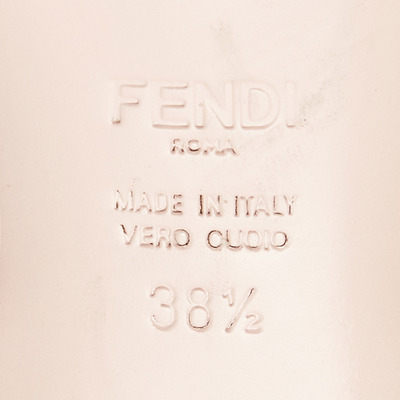 FENDI
ROMA
MADE IN ITALY
VERO CUOIO
38½